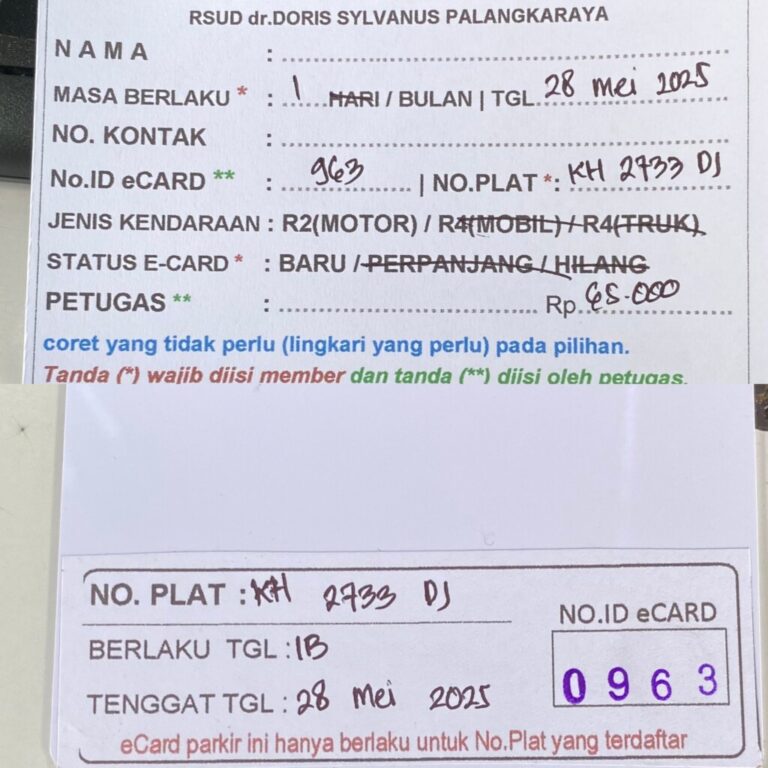 RSUD dr.DORIS SYLVANUS PALANGKARAYA
NAMA :
MASA BERLAKU * : 1 HARI / BULAN | TGL. 28 Mei 2025
NO. KONTAK :
No.ID eCARD ** : 963 | NO.PLAT *: KH 2733 DJ
JENIS KENDARAAN : R2(MOTOR) / R4(MOBIL) / R4(TRUK)
STATUS E-CARD * : BARU / PERPANJANG / HILANG
PETUGAS ** : Rp. 65.000
coret yang tidak perlu (lingkari yang perlu) pada pilihan.
Tanda (*) wajib diisi member dan tanda (**) diisi oleh petugas.
NO. PLAT : KH 2733 DJ
NO.ID eCARD
BERLAKU TGL : 1B
0963
TENGGAT TGL : 28 Mei 2025
eCard parkir ini hanya berlaku untuk No.Plat yang terdaftar